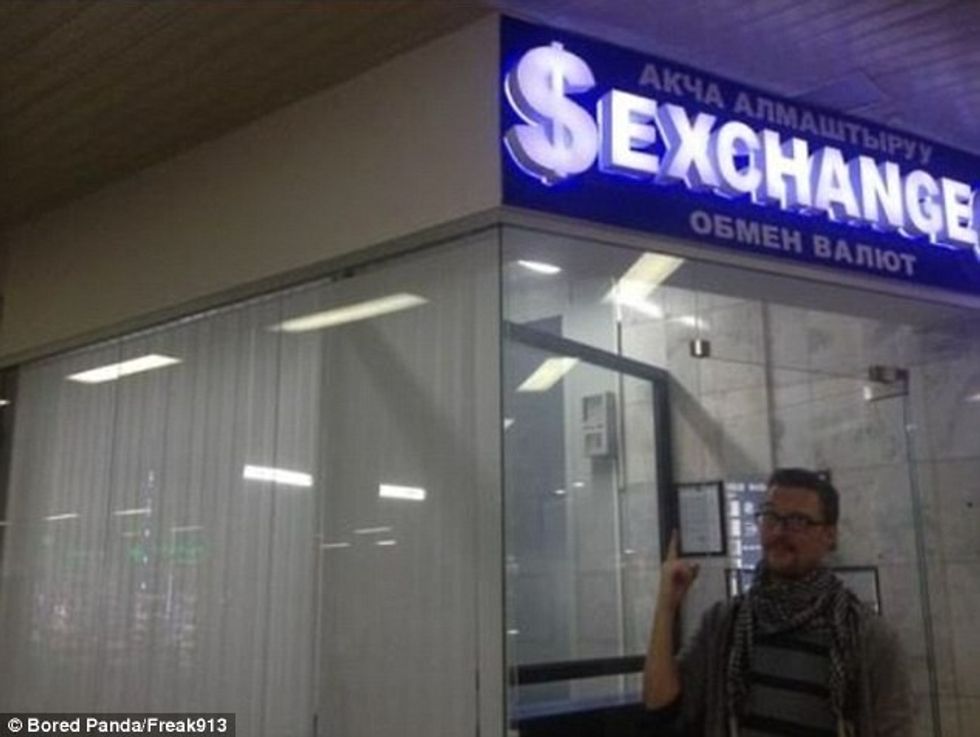 АКЧА АЛМАШТЫРУУ
$EXCHANGE
ОБМЕН ВАЛЮТ
© Bored Panda/Freak913